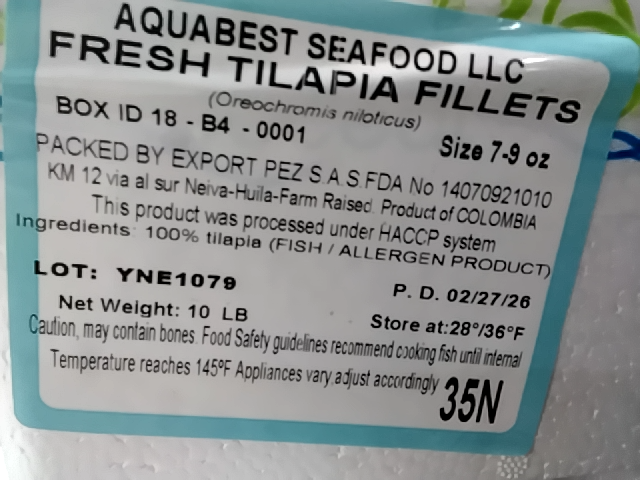 AQUABEST SEAFOOD LLC
FRESH TILAPIA FILLETS
(Oreochromis niloticus)
BOX ID 18 - B4 - 0001
Size 7-9 oz
PACKED BY EXPORT PEZ S.A.S.FDA No 14070921010
KM 12 via al sur Neiva-Huila-Farm Raised. Product of COLOMBIA
This product was processed under HACCP system
Ingredients: 100% tilapia (FISH / ALLERGEN PRODUCT)
LOT: YNE1079
P. D. 02/27/26
Net Weight: 10 LB
Store at:28°/36°F
Caution, may contain bones. Food Safety guidelines recommend cooking fish until internal
Temperature reaches 145ºF Appliances vary,adjust accordingly
35N